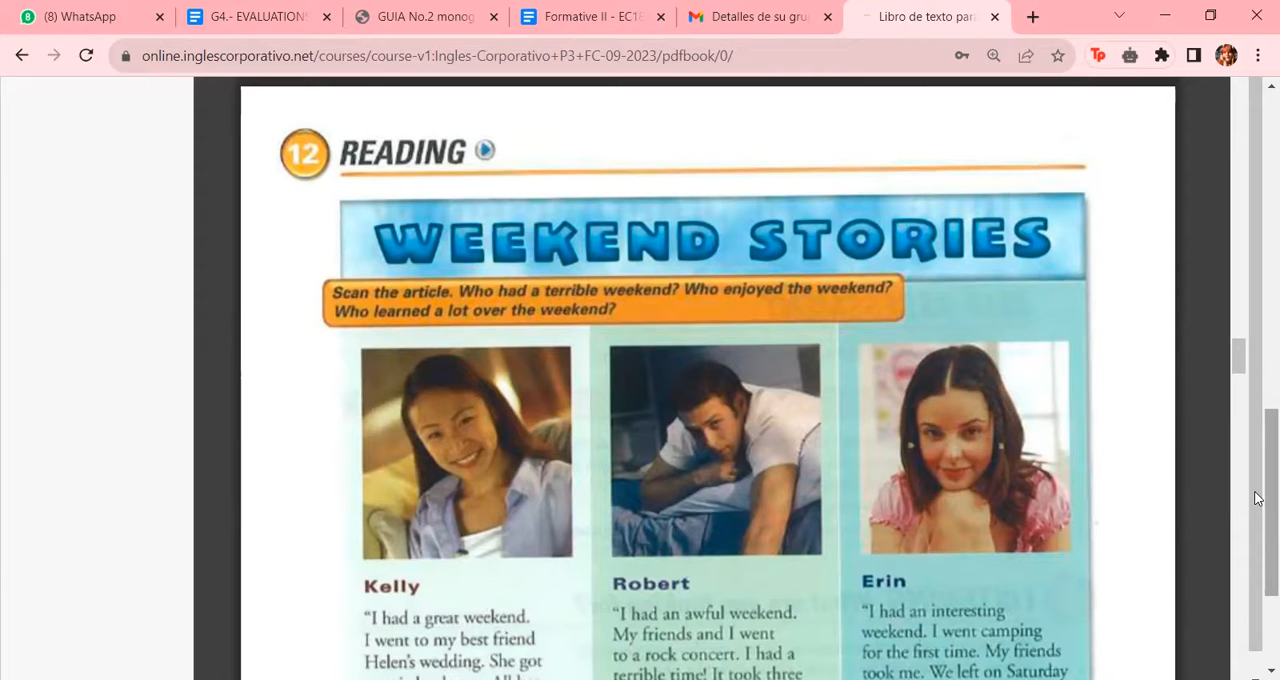 (8) WhatsApp
G4.- EVALUATION
GUIA No.2 monog
Formative II - EC18
Detalles de su gru
Libro de texto para
online.inglescorporativo.net/courses/course-v1:Ingles-Corporativo+P3+FC-09-2023/pdfbook/0/
Tp
12 READING
WEEKEND STORIES
Scan the article. Who had a terrible weekend? Who enjoyed the weekend?
Who learned a lot over the weekend?
Kelly
"I had a great weekend.
I went to my best friend
Helen's wedding. She got
Robert
"I had an awful weekend.
My friends and I went
to a rock concert. I had a
terrible time! It took three
Erin
"I had an interesting
weekend. I went camping
for the first time. My friends
took me. We left on Saturday